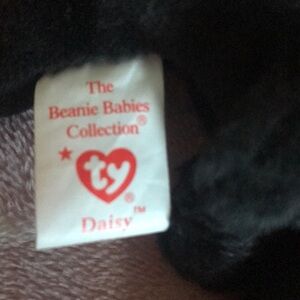 The
Beanie Babies
Collection®
★ ty ®
Daisy™